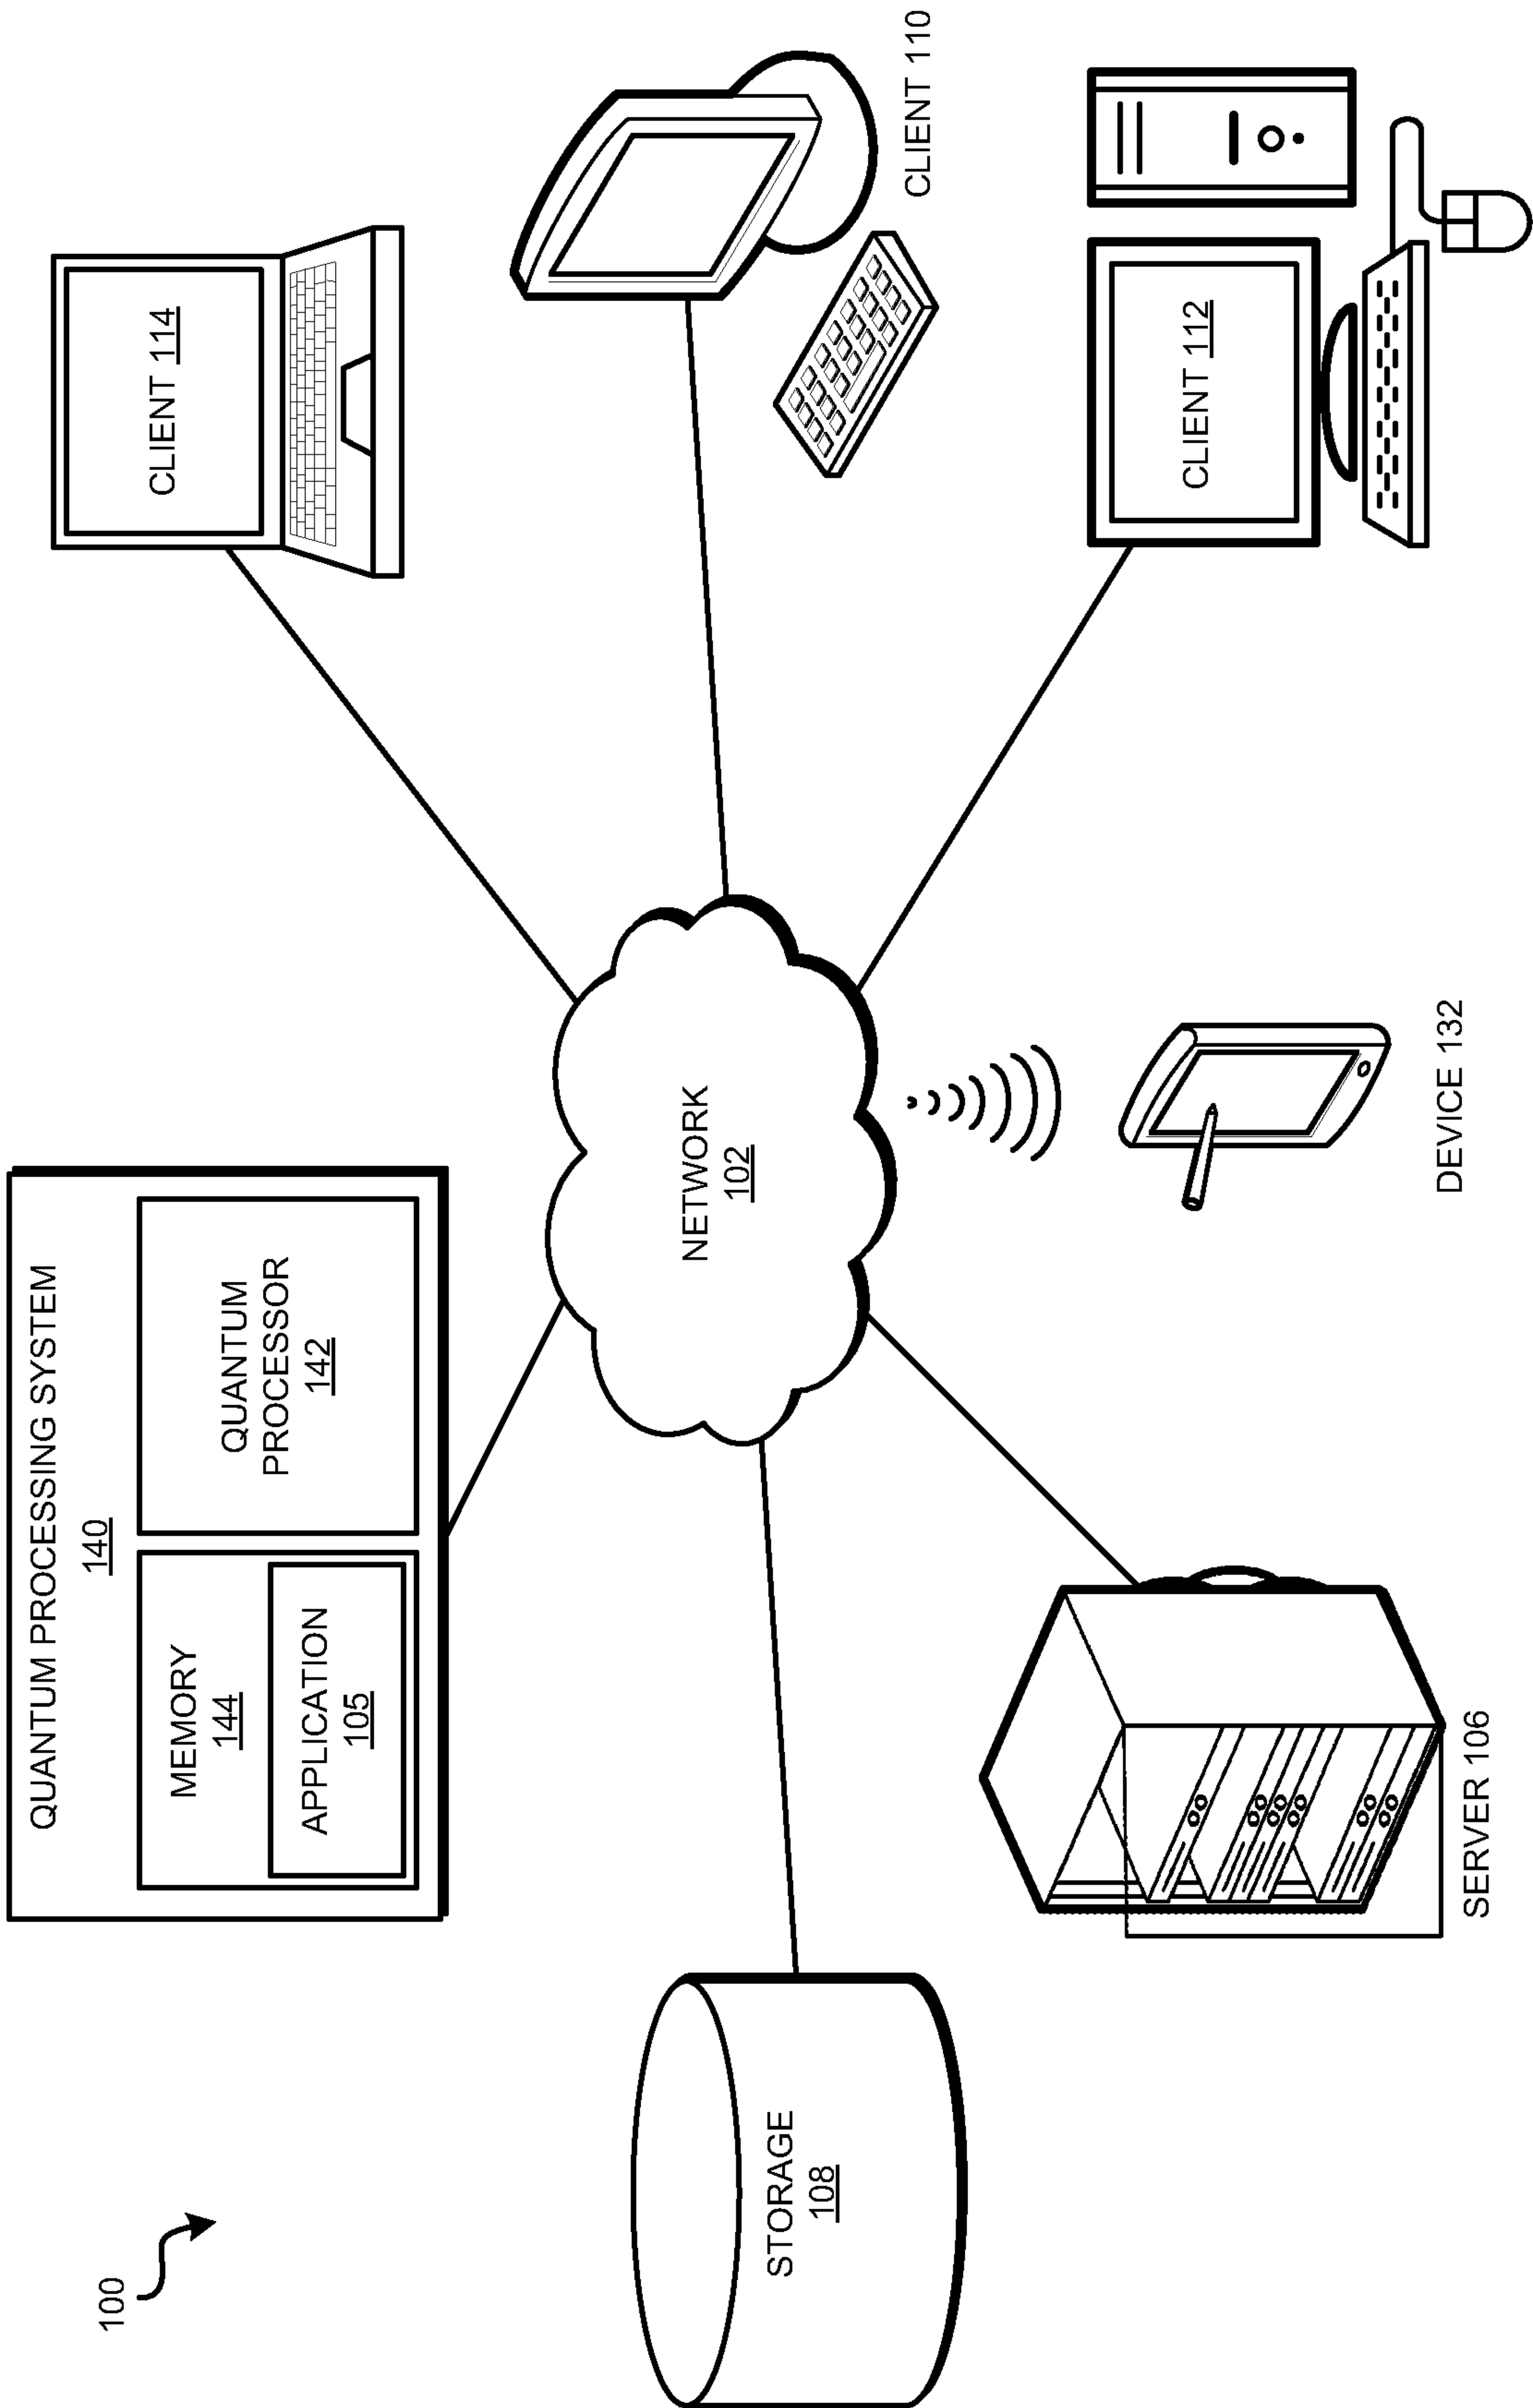 100
QUANTUM PROCESSING SYSTEM
140
MEMORY
144
APPLICATION
105
QUANTUM
PROCESSOR
142
CLIENT 114
STORAGE
108
NETWORK
102
CLIENT 110
SERVER 106
DEVICE 132
CLIENT 112